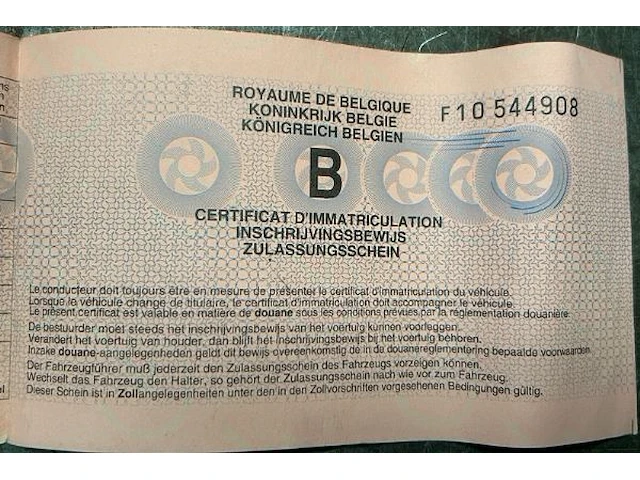 ROYAUME DE BELGIQUE
KONINKRIJK BELGIE
KÖNIGREICH BELGIEN
F10 544908
B
CERTIFICAT D'IMMATRICULATION
INSCHRIJVINGSBEWIJS
ZULASSUNGSSCHEIN
Le conducteur doit toujours être en mesure de présenter le certificat d'immatriculation du véhicule.
Lorsque le véhicule change de titulaire, le certificat d'immatriculation doit accompagner le véhicule.
Le présent certificat est valable en matière de douane sous les conditions prévues par la réglementation douanière.
De bestuurder moet steeds het inschrijvingsbewijs van het voertuig kunnen voorleggen.
Verandert het voertuig van houder, dan blijft het inschrijvingsbewijs bij het voertuig behoren.
Inzake douane-aangelegenheden geldt dit bewijs overeenkomstig de in de douanereglementering bepaalde voorwaarden.
Der Fahrzeugführer muß jederzeit den Zulassungsschein des Fahrzeugs vorzeigen können.
Wechselt das Fahrzeug den Halter, so gehört der Zulassungsschein nach wie vor zum Fahrzeug.
Dieser Schein ist in Zollangelegenheiten unter den in den Zollvorschriften vorgesehenen Bedingungen gültig.